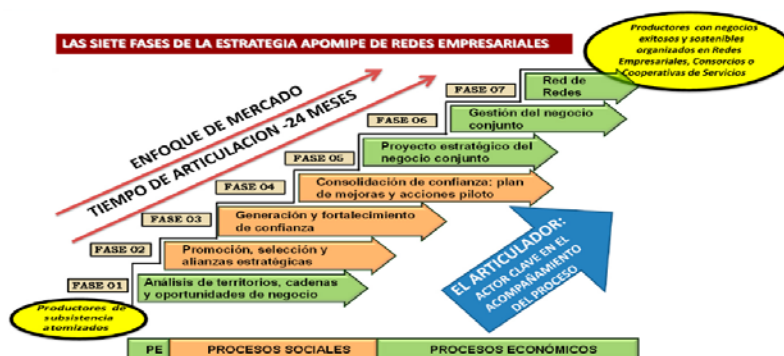 LAS SIETE FASES DE LA ESTRATEGIA APOMIPE DE REDES EMPRESARIALES
Productores con negocios
exitosos y sostenibles
organizados en Redes
Empresariales, Consorcios o
Cooperativas de Servicios
ENFOQUE DE MERCADO
TIEMPO DE ARTICULACION -24 MESES
FASE 07
Red de
Redes
FASE 06
Gestión del negocio
conjunto
FASE 05
Proyecto estratégico del
negocio conjunto
FASE 04
Consolidación de confianza: plan
de mejoras y acciones piloto
FASE 03
Generación y fortalecimiento
de confianza
FASE 02
Promoción, selección y
alianzas estratégicas
FASE 01
Análisis de territorios, cadenas
y oportunidades de negocio
Productores de
subsistencia
atomizados
EL ARTICULADOR:
ACTOR CLAVE EN EL
ACOMPAÑAMIENTO
DEL PROCESO
PE
PROCESOS SOCIALES
PROCESOS ECONÓMICOS